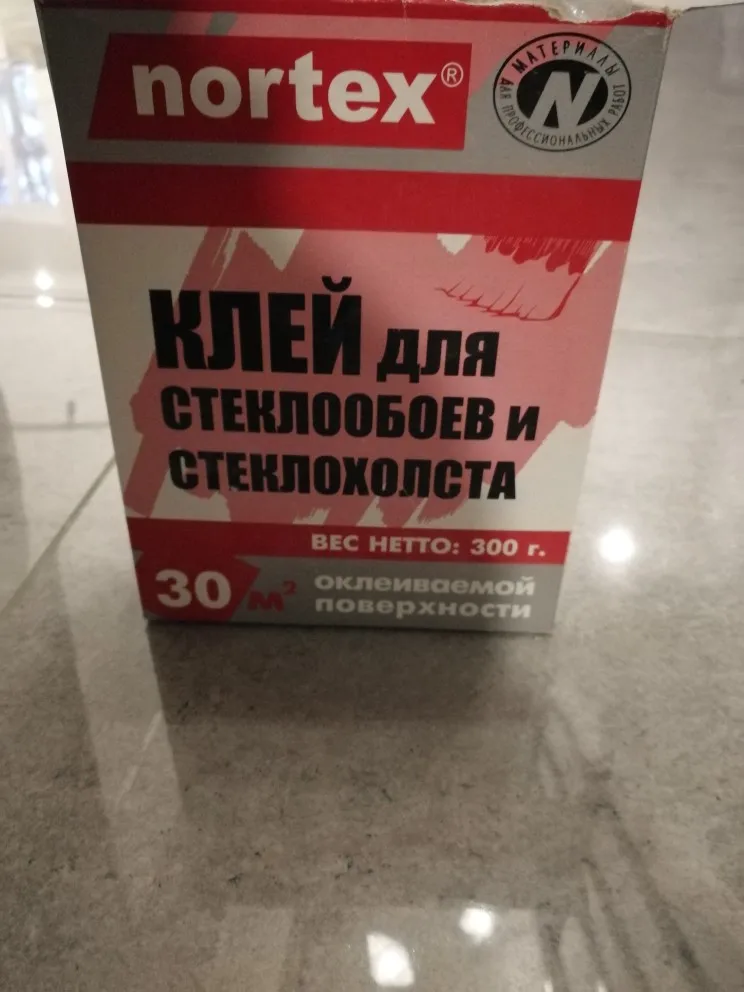 nortex®
МАТЕРИАЛЫ
ДЛЯ ПРОФЕССИОНАЛЬНЫХ РАБОТ
N
КЛЕЙ для
СТЕКЛООБОЕВ и
СТЕКЛОХОЛСТА
ВЕС НЕТТО: 300 г.
30 м² оклеиваемой
поверхности